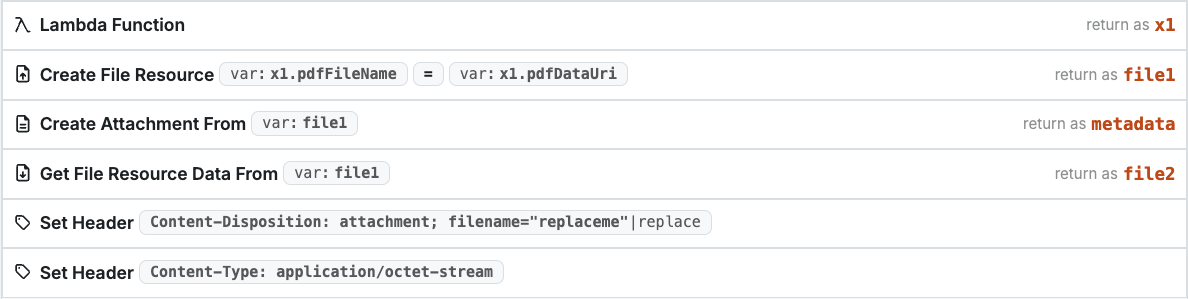 Lambda Function return as x1
Create File Resource var: x1.pdfFileName = var: x1.pdfDataUri return as file1
Create Attachment From var: file1 return as metadata
Get File Resource Data From var: file1 return as file2
Set Header Content-Disposition: attachment; filename="replaceme"|replace
Set Header Content-Type: application/octet-stream